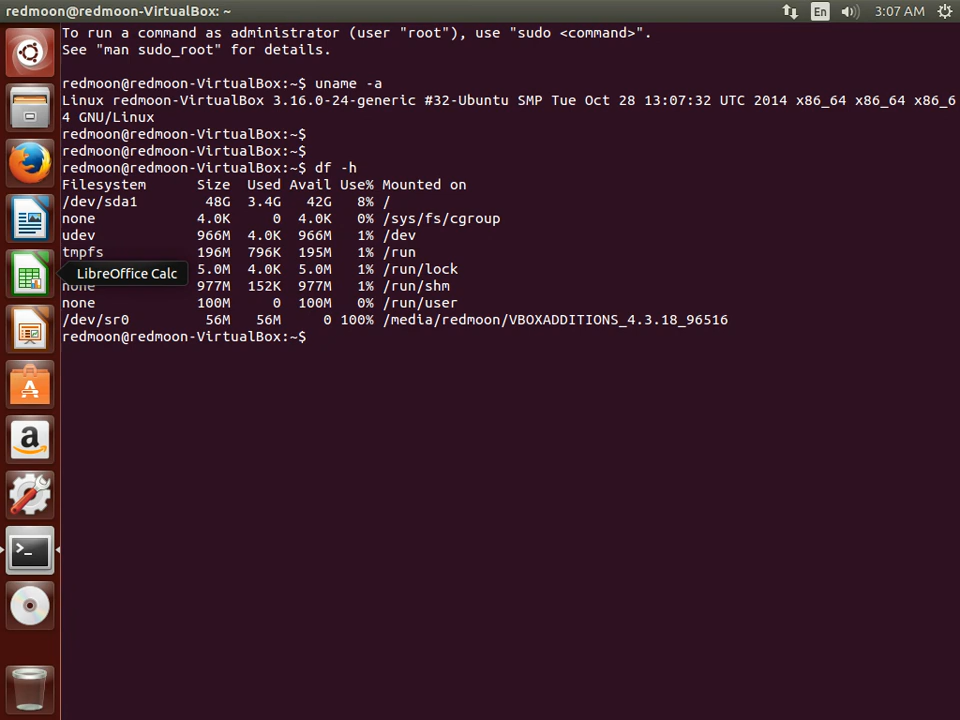 redmoon@redmoon-VirtualBox: ~
En
3:07 AM
To run a command as administrator (user "root"), use "sudo <command>".
See "man sudo_root" for details.
redmoon@redmoon-VirtualBox:~$ uname -a
Linux redmoon-VirtualBox 3.16.0-24-generic #32-Ubuntu SMP Tue Oct 28 13:07:32 UTC 2014 x86_64 x86_64 x86_6
4 GNU/Linux
redmoon@redmoon-VirtualBox:~$
redmoon@redmoon-VirtualBox:~$
redmoon@redmoon-VirtualBox:~$ df -h
Filesystem      Size  Used Avail Use% Mounted on
/dev/sda1        48G  3.4G   42G   8% /
none            4.0K     0  4.0K   0% /sys/fs/cgroup
udev            966M  4.0K  966M   1% /dev
tmpfs           196M  796K  195M   1% /run
LibreOffice Calc
5.0M  4.0K  5.0M   1% /run/lock
none            977M  152K  977M   1% /run/shm
none            100M     0  100M   0% /run/user
/dev/sr0         56M   56M     0 100% /media/redmoon/VBOXADDITIONS_4.3.18_96516
redmoon@redmoon-VirtualBox:~$